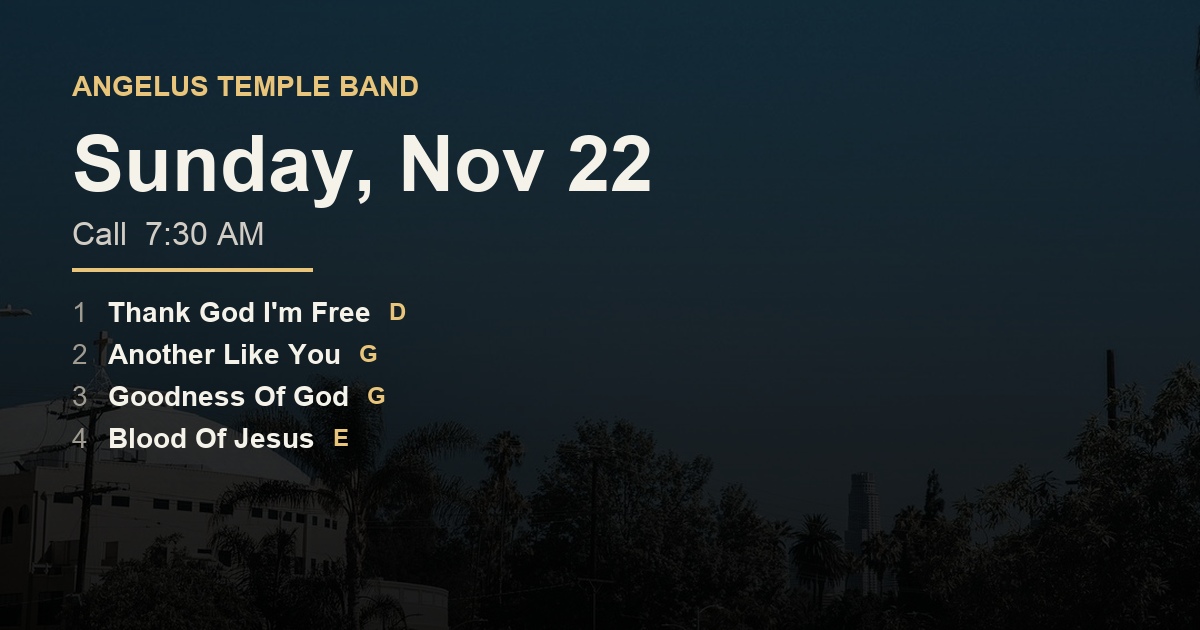 ANGELUS TEMPLE BAND
Sunday, Nov 22
Call 7:30 AM
1 Thank God I'm Free D
2 Another Like You G
3 Goodness Of God G
4 Blood Of Jesus E